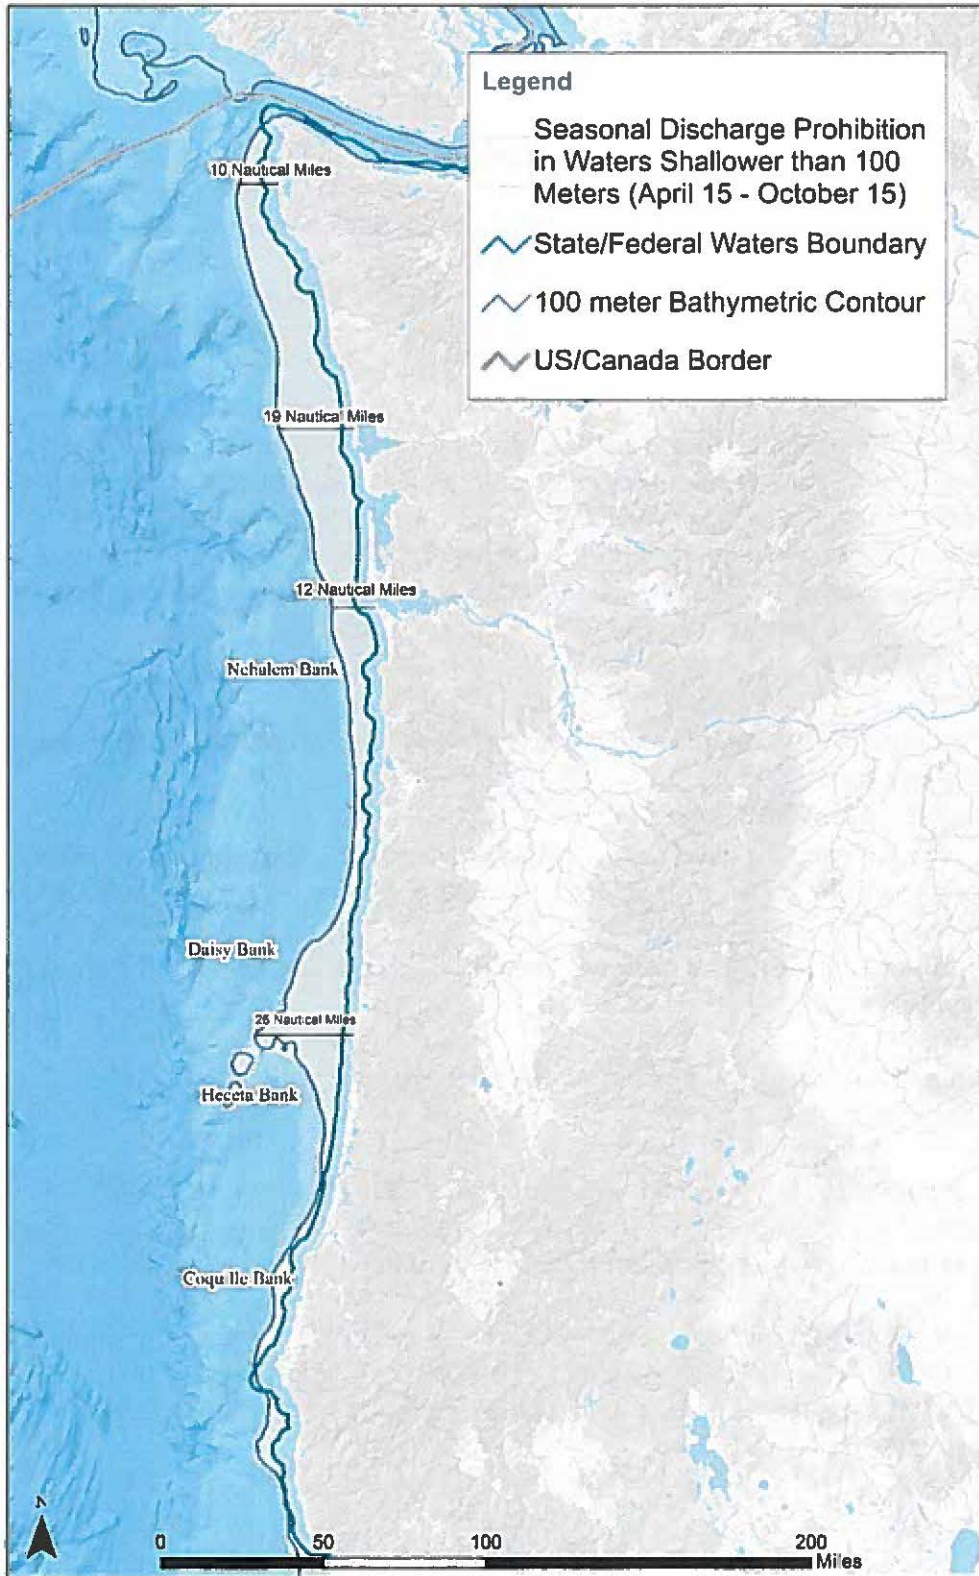 Legend
Seasonal Discharge Prohibition
in Waters Shallower than 100
Meters (April 15 - October 15)
State/Federal Waters Boundary
100 meter Bathymetric Contour
US/Canada Border
10 Nautical Miles
19 Nautical Miles
12 Nautical Miles
Nehalem Bank
Daisy Bank
26 Nautical Miles
Heceta Bank
Coquille Bank
N
0 50 100 200
Miles